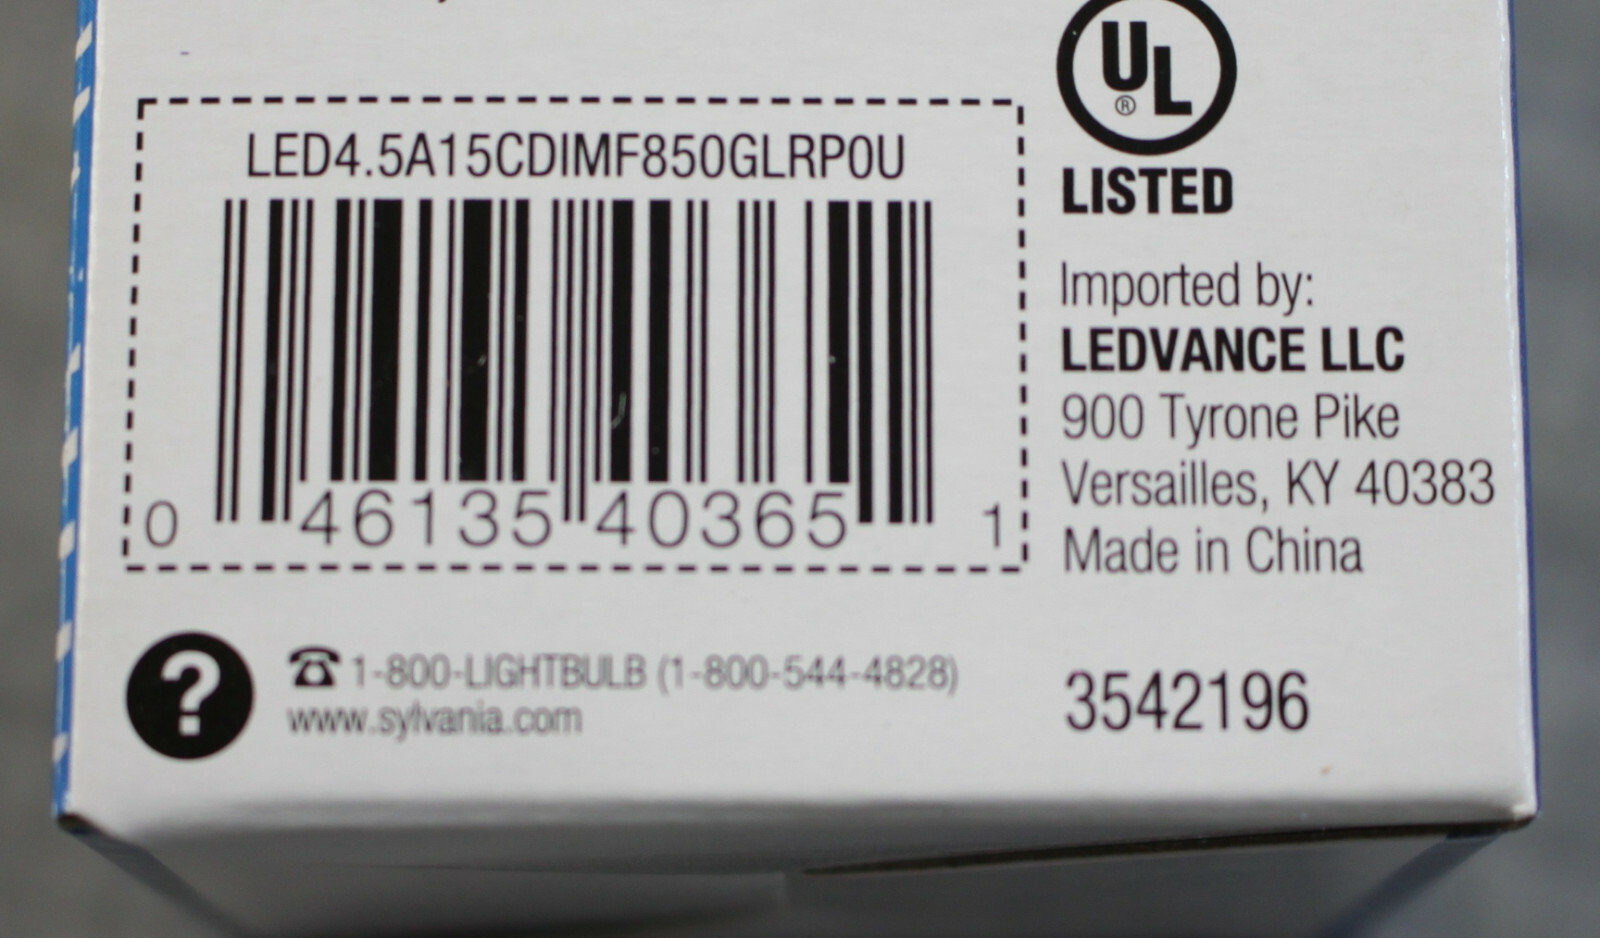 UL
®
LISTED
LED4.5A15CDIMF850GLRP0U
0 46135 40365 1
Imported by:
LEDVANCE LLC
900 Tyrone Pike
Versailles, KY 40383
Made in China
? ☎ 1-800-LIGHTBULB (1-800-544-4828)
www.sylvania.com
3542196